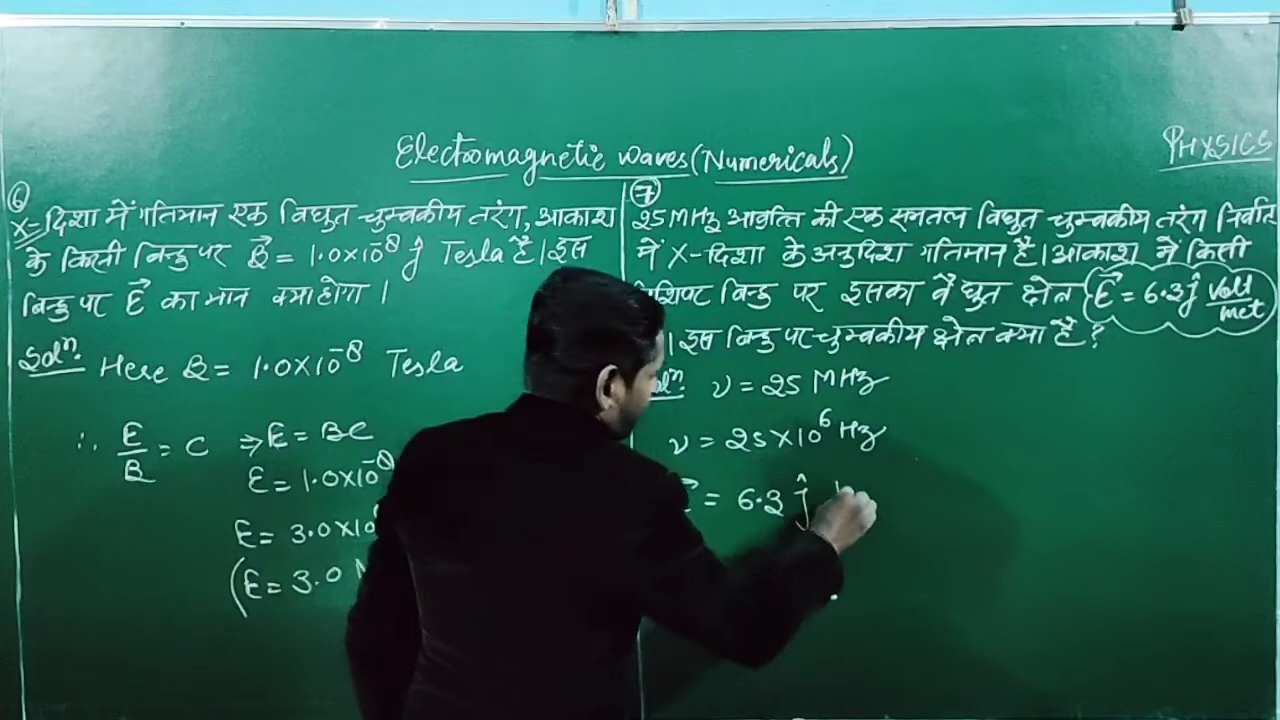 Electromagnetic waves (Numericals)
PHYSICS
⑥
X-दिशा में गतिमान एक विद्युत चुम्बकीय तरंग, आकाश
के किसी बिन्दु पर B⃗ = 1.0×10⁻⁸ ĵ Tesla है। इस
बिन्दु पर E⃗ का मान क्या होगा।
Solⁿ. Here B = 1.0×10⁻⁸ Tesla
∴ E/B = C ⇒ E = BC
E = 1.0×10⁻⁸
E = 3.0×10
(E = 3.0
⑦
25 MHz आवृत्ति की एक समतल विद्युत चुम्बकीय तरंग निर्वात
में X-दिशा के अनुदिश गतिमान है। आकाश में किसी
बिन्दु पर इसका वैद्युत क्षेत्र E⃗ = 6.3 ĵ Volt/met
। इस बिन्दु पर चुम्बकीय क्षेत्र क्या है?
ν = 25 MHz
ν = 25×10⁶ Hz
= 6.3 ĵ